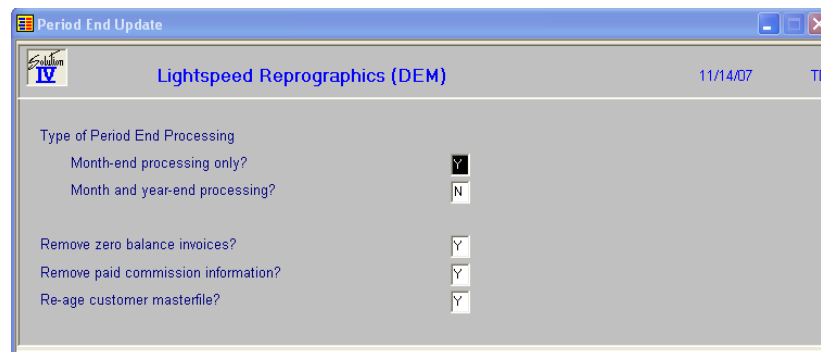 Period End Update
Solution
IV
Lightspeed Reprographics (DEM) 11/14/07
Type of Period End Processing
Month-end processing only? Y
Month and year-end processing? N
Remove zero balance invoices? Y
Remove paid commission information? Y
Re-age customer masterfile? Y